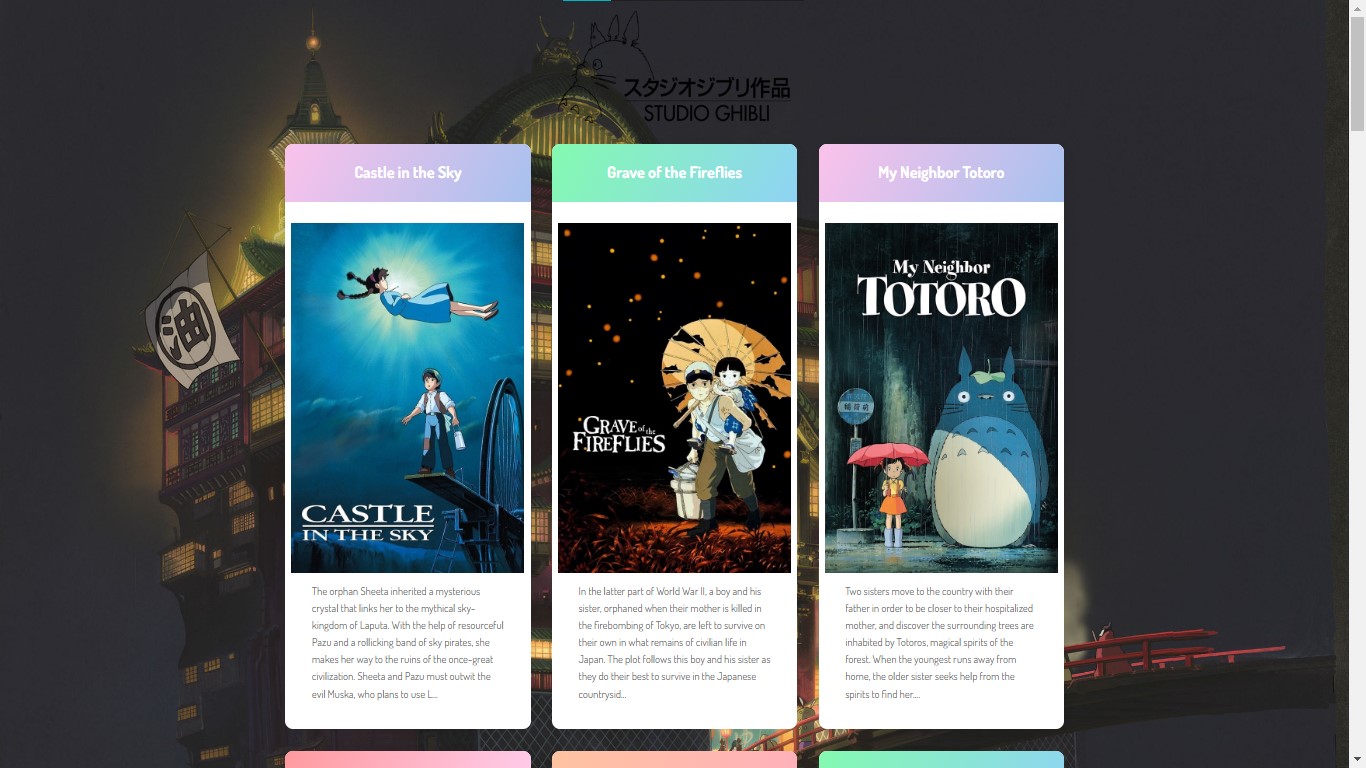 スタジオジブリ作品
STUDIO GHIBLI
油
Castle in the Sky
CASTLE
IN THE SKY
The orphan Sheeta inherited a mysterious
crystal that links her to the mythical sky-
kingdom of Laputa. With the help of resourceful
Pazu and a rollicking band of sky pirates, she
makes her way to the ruins of the once-great
civilization. Sheeta and Pazu must outwit the
evil Muska, who plans to use L...
Grave of the Fireflies
GRAVE of the
FIREFLIES
In the latter part of World War II, a boy and his
sister, orphaned when their mother is killed in
the firebombing of Tokyo, are left to survive on
their own in what remains of civilian life in
Japan. The plot follows this boy and his sister as
they do their best to survive in the Japanese
countrysid...
My Neighbor Totoro
My Neighbor
TOTORO
Two sisters move to the country with their
father in order to be closer to their hospitalized
mother, and discover the surrounding trees are
inhabited by Totoros, magical spirits of the
forest. When the youngest runs away from
home, the older sister seeks help from the
spirits to find her....